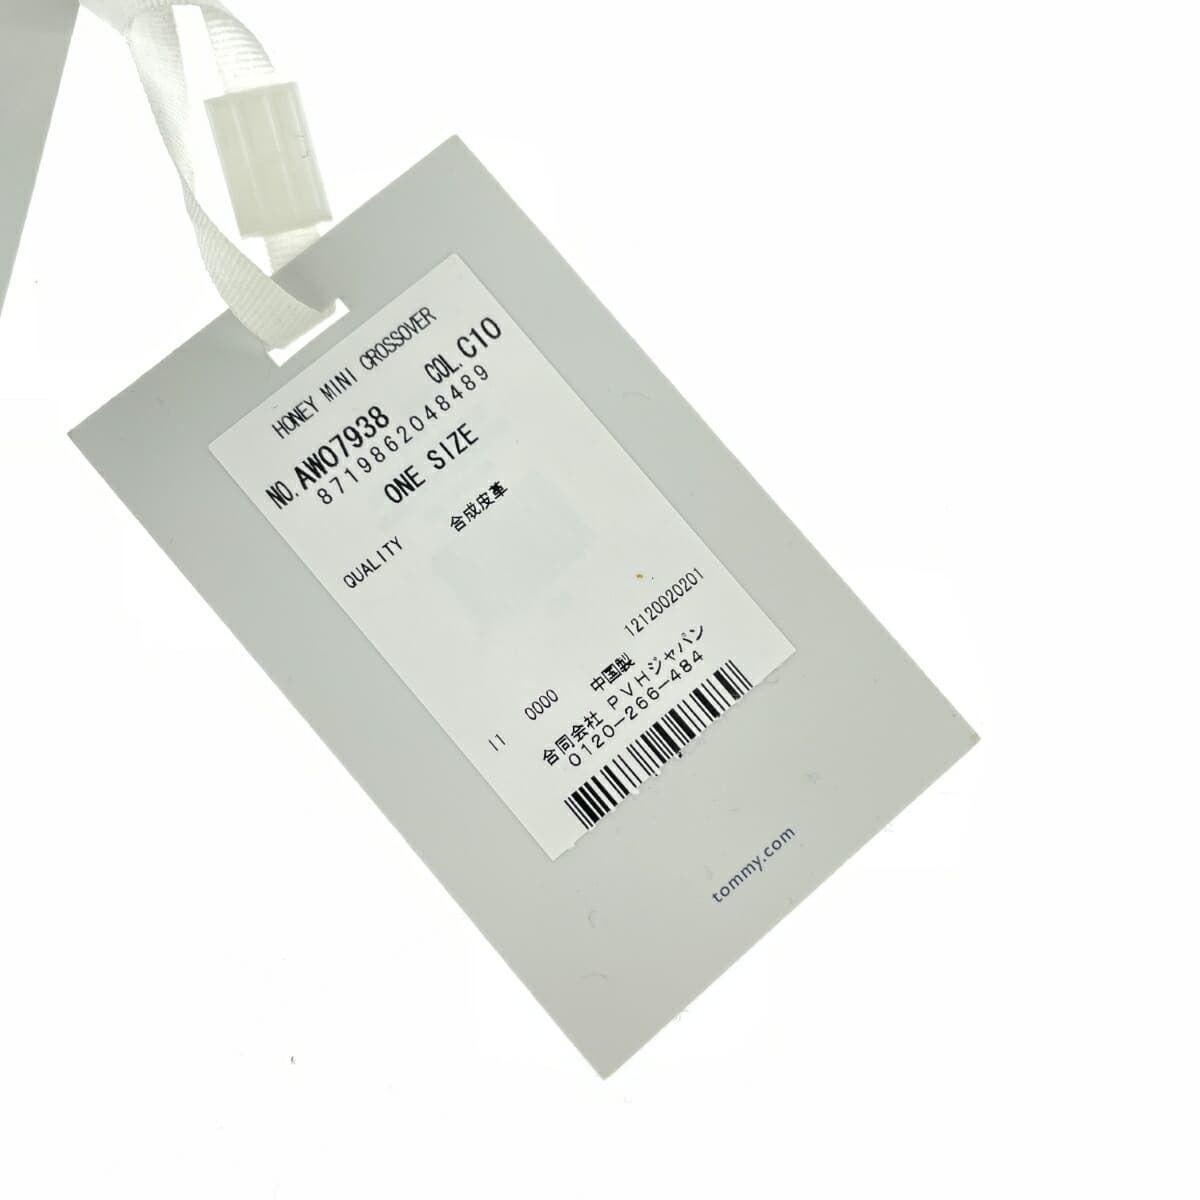 HONEY MINI CROSSOVER
NO. AW07938 COL. C10
8719862048489
ONE SIZE
QUALITY 合成皮革
12120020201
11 0000 中国製
合同会社 PVHジャパン
0120-266-484
tommy.com